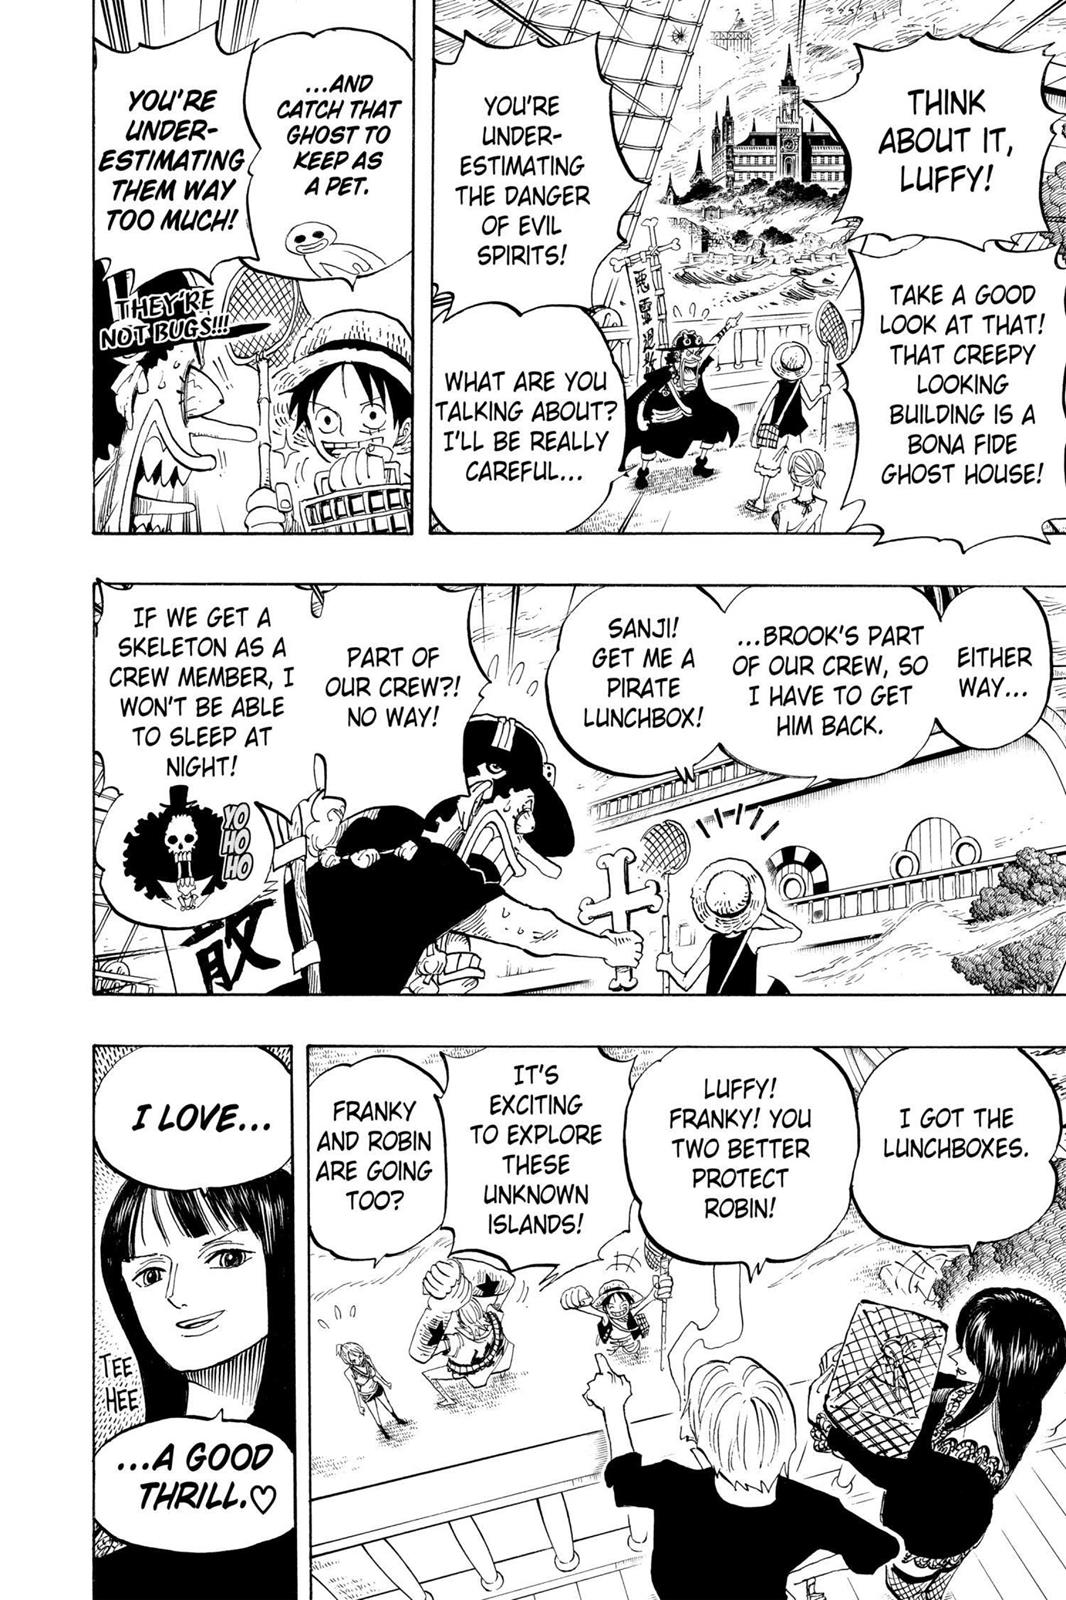 THINK
ABOUT IT,
LUFFY!
TAKE A GOOD
LOOK AT THAT!
THAT CREEPY
LOOKING
BUILDING IS A
BONA FIDE
GHOST HOUSE!
YOU'RE
UNDER-
ESTIMATING
THE DANGER
OF EVIL
SPIRITS!
悪霊退散
WHAT ARE YOU
TALKING ABOUT?
I'LL BE REALLY
CAREFUL...
...AND
CATCH THAT
GHOST TO
KEEP AS
A PET.
YOU'RE
UNDER-
ESTIMATING
THEM WAY
TOO MUCH!
THEY'RE
NOT BUGS!!!
EITHER
WAY...
...BROOK'S PART
OF OUR CREW, SO
I HAVE TO GET
HIM BACK.
SANJI!
GET ME A
PIRATE
LUNCHBOX!
PART OF
OUR CREW?!
NO WAY!
IF WE GET A
SKELETON AS A
CREW MEMBER, I
WON'T BE ABLE
TO SLEEP AT
NIGHT!
YO
HO
HO
散
I GOT THE
LUNCHBOXES.
LUFFY!
FRANKY! YOU
TWO BETTER
PROTECT
ROBIN!
IT'S
EXCITING
TO EXPLORE
THESE
UNKNOWN
ISLANDS!
FRANKY
AND ROBIN
ARE GOING
TOO?
I LOVE...
TEE
HEE
...A GOOD
THRILL.♡